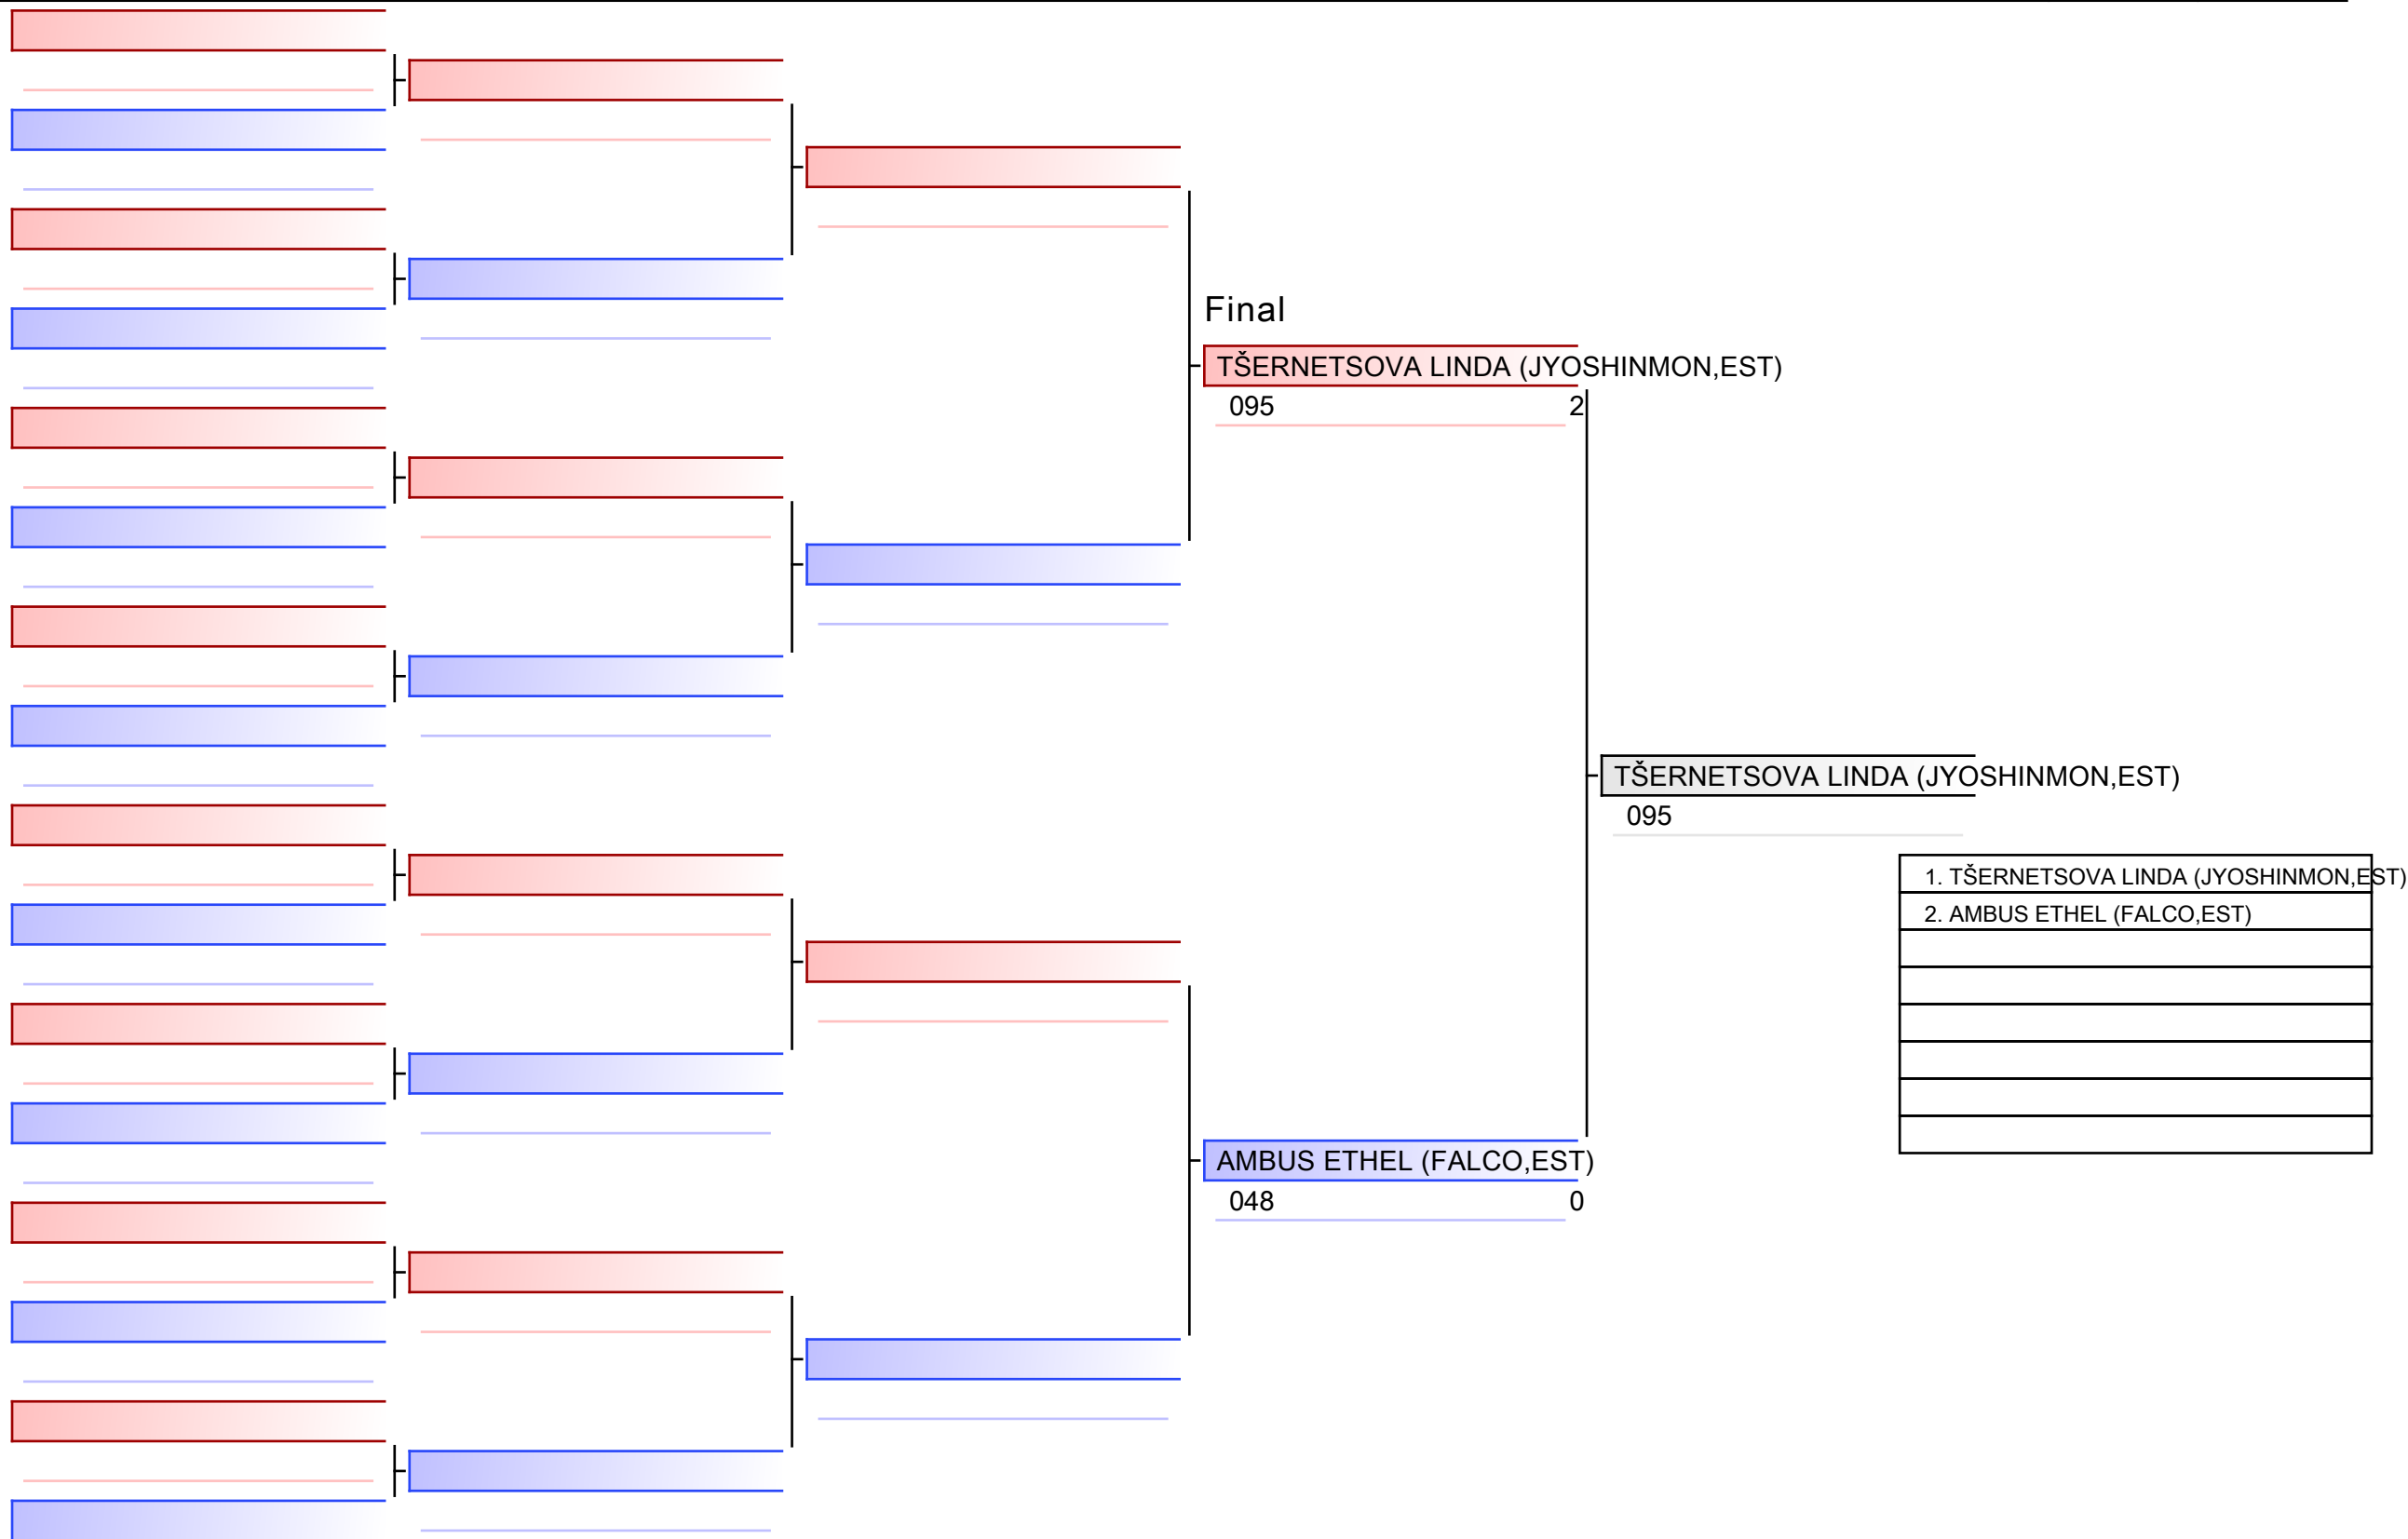 Final
TŠERNETSOVA LINDA (JYOSHINMON,EST)
095 2
TŠERNETSOVA LINDA (JYOSHINMON,EST)
095
1. TŠERNETSOVA LINDA (JYOSHINMON,EST)
2. AMBUS ETHEL (FALCO,EST)
AMBUS ETHEL (FALCO,EST)
048 0